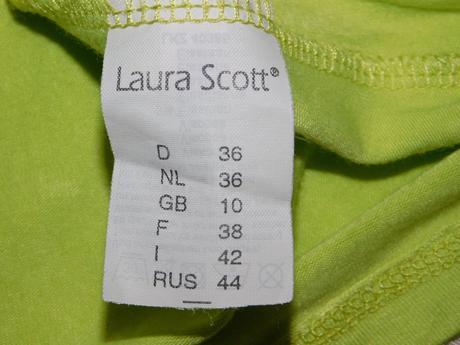 Laura Scott®
D 36
NL 36
GB 10
F 38
I 42
RUS 44